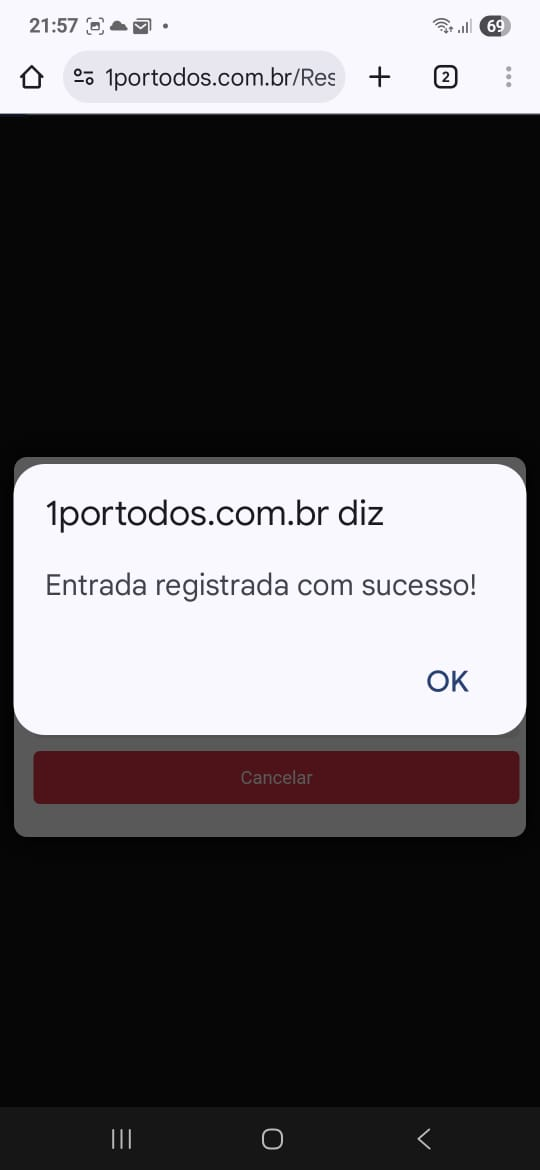 21:57
69
1portodos.com.br/Res
2
1portodos.com.br diz
Entrada registrada com sucesso!
OK
Cancelar